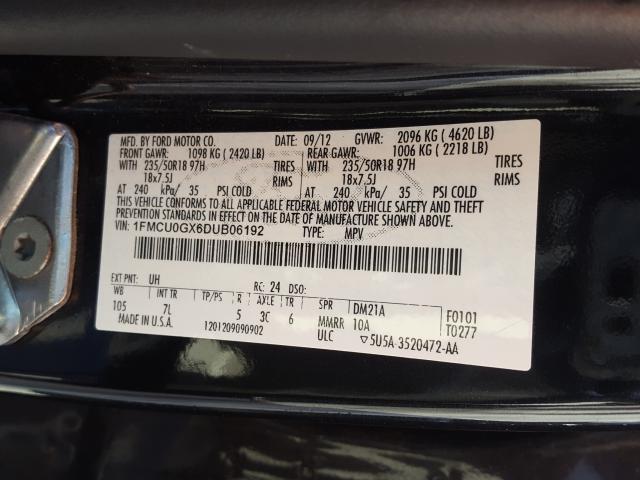 MFD. BY FORD MOTOR CO. DATE: 09/12 GVWR: 2096 KG ( 4620 LB)
FRONT GAWR: 1098 KG ( 2420 LB) REAR GAWR: 1006 KG ( 2218 LB)
WITH 235/50R18 97H TIRES WITH 235/50R18 97H TIRES
18x7.5J RIMS 18x7.5J RIMS
AT 240 kPa/ 35 PSI COLD AT 240 kPa/ 35 PSI COLD
THIS VEHICLE CONFORMS TO ALL APPLICABLE FEDERAL MOTOR VEHICLE SAFETY AND THEFT
PREVENTION STANDARDS IN EFFECT ON THE DATE OF MANUFACTURE SHOWN ABOVE.
VIN: 1FMCU0GX6DUB06192 TYPE: MPV
EXT PNT: UH RC: 24 DSO:
WB INT TR TP/PS R AXLE TR SPR DM21A F0101
105 7L 5 3C 6 MMRR 10A T0277
MADE IN U.S.A. 1201209090902 ULC ▽5U5A-3520472-AA